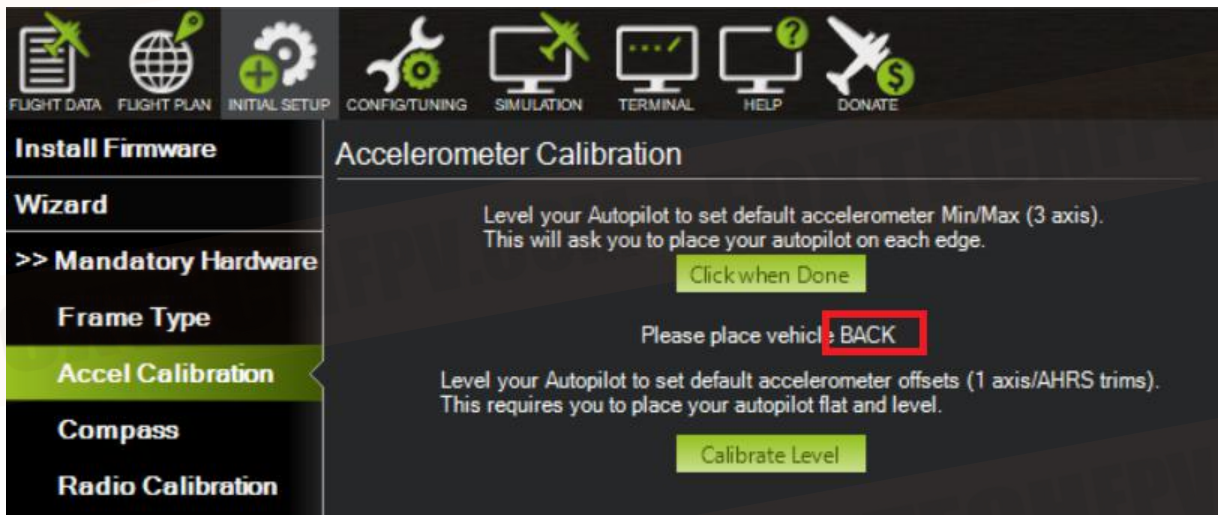 FLIGHT DATA FLIGHT PLAN INITIAL SETUP CONFIG/TUNING SIMULATION TERMINAL HELP DONATE
Install Firmware
Wizard
>> Mandatory Hardware
Frame Type
Accel Calibration
Compass
Radio Calibration
Accelerometer Calibration
Level your Autopilot to set default accelerometer Min/Max (3 axis).
This will ask you to place your autopilot on each edge.
Click when Done
Please place vehicle BACK
Level your Autopilot to set default accelerometer offsets (1 axis/AHRS trims).
This requires you to place your autopilot flat and level.
Calibrate Level